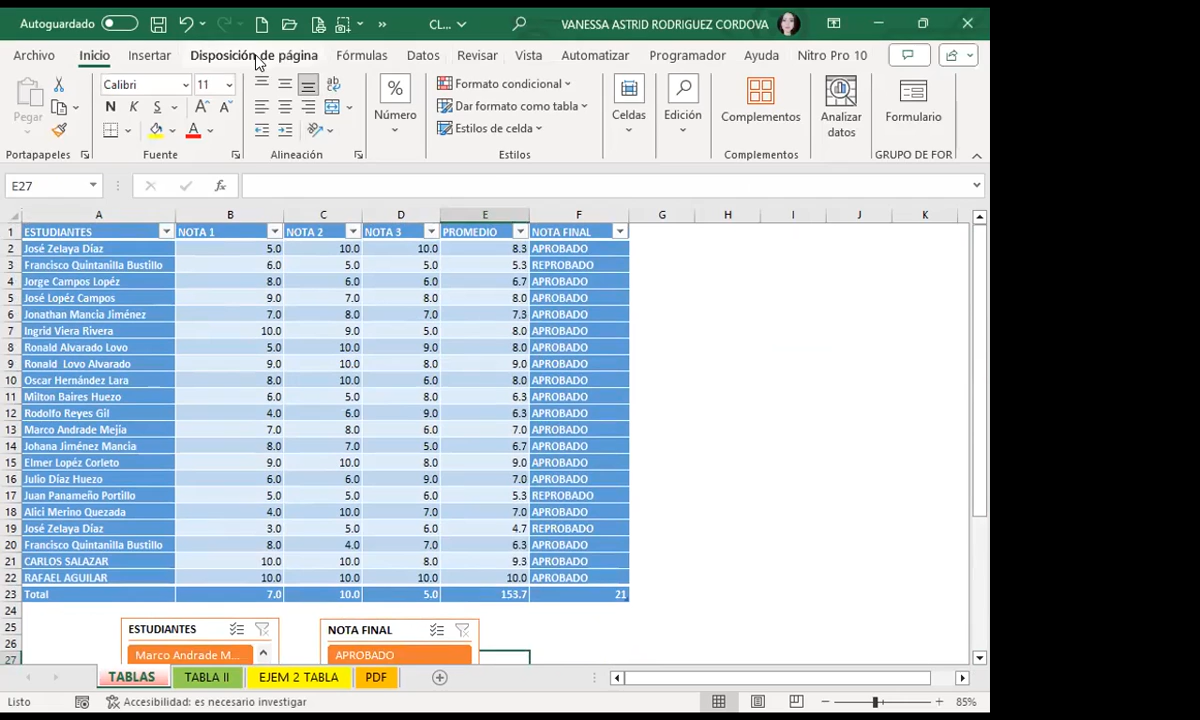 Autoguardado CL... VANESSA ASTRID RODRIGUEZ CORDOVA
Archivo Inicio Insertar Disposición de página Fórmulas Datos Revisar Vista Automatizar Programador Ayuda Nitro Pro 10
Calibri 11
Pegar N K S A A A Número % Formato condicional
Dar formato como tabla
Estilos de celda
Celdas Edición Complementos Analizar datos Formulario
Portapapeles Fuente Alineación Estilos Complementos GRUPO DE FOR
E27 fx
A B C D E F G H I J K
1 ESTUDIANTES NOTA 1 NOTA 2 NOTA 3 PROMEDIO NOTA FINAL
2 José Zelaya Díaz 5.0 10.0 10.0 8.3 APROBADO
3 Francisco Quintanilla Bustillo 6.0 5.0 5.0 5.3 REPROBADO
4 Jorge Campos Lopéz 8.0 6.0 6.0 6.7 APROBADO
5 José Lopéz Campos 9.0 7.0 8.0 8.0 APROBADO
6 Jonathan Mancia Jiménez 7.0 8.0 7.0 7.3 APROBADO
7 Ingrid Viera Rivera 10.0 9.0 5.0 8.0 APROBADO
8 Ronald Alvarado Lovo 5.0 10.0 9.0 8.0 APROBADO
9 Ronald Lovo Alvarado 9.0 10.0 8.0 9.0 APROBADO
10 Oscar Hernández Lara 8.0 10.0 6.0 8.0 APROBADO
11 Milton Baires Huezo 6.0 5.0 8.0 6.3 APROBADO
12 Rodolfo Reyes Gil 4.0 6.0 9.0 6.3 APROBADO
13 Marco Andrade Mejía 7.0 8.0 6.0 7.0 APROBADO
14 Johana Jiménez Mancia 8.0 7.0 5.0 6.7 APROBADO
15 Elmer Lopéz Corleto 9.0 10.0 8.0 9.0 APROBADO
16 Julio Díaz Huezo 6.0 6.0 9.0 7.0 APROBADO
17 Juan Panameño Portillo 5.0 5.0 6.0 5.3 REPROBADO
18 Alici Merino Quezada 4.0 10.0 7.0 7.0 APROBADO
19 José Zelaya Díaz 3.0 5.0 6.0 4.7 REPROBADO
20 Francisco Quintanilla Bustillo 8.0 4.0 7.0 6.3 APROBADO
21 CARLOS SALAZAR 10.0 10.0 8.0 9.3 APROBADO
22 RAFAEL AGUILAR 10.0 10.0 10.0 10.0 APROBADO
23 Total 7.0 10.0 5.0 153.7 21
24
25 ESTUDIANTES NOTA FINAL
26
27 Marco Andrade M... APROBADO
TABLAS TABLA II EJEM 2 TABLA PDF
Listo Accesibilidad: es necesario investigar 85%